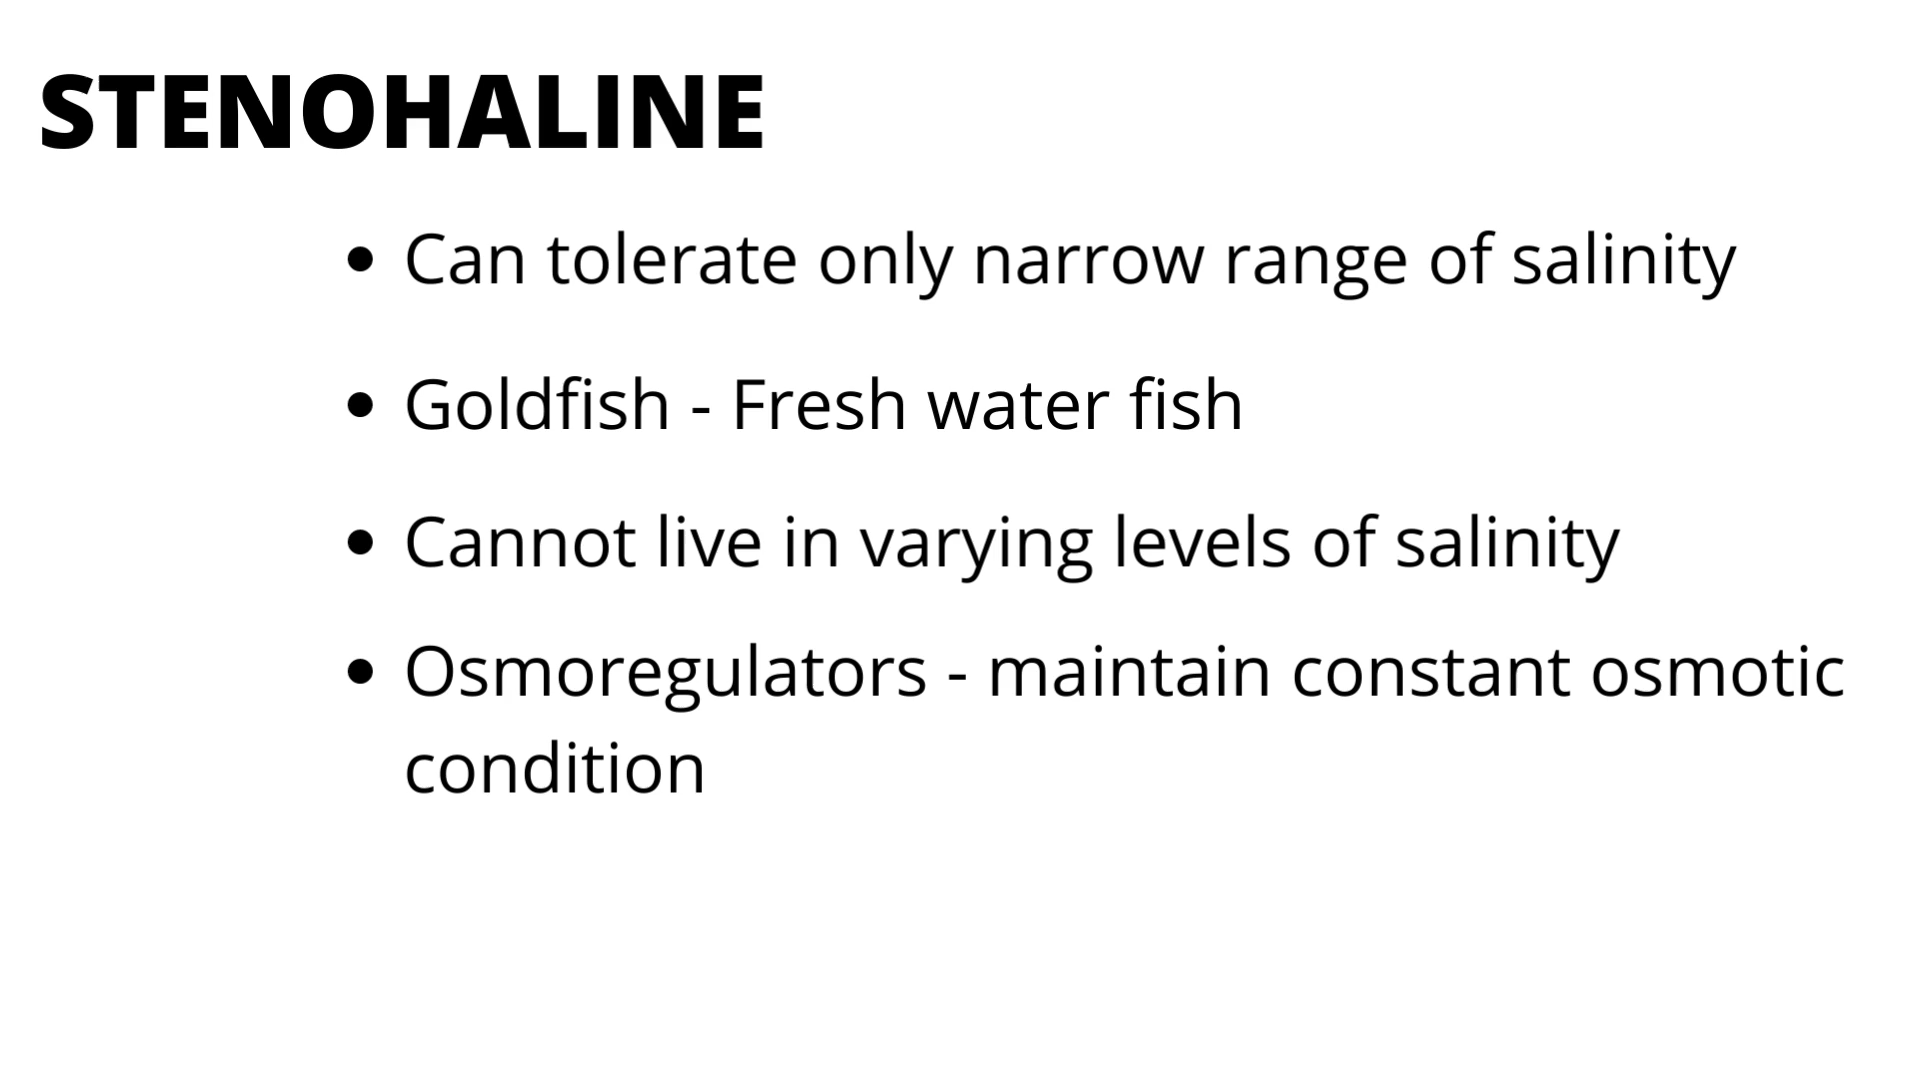 STENOHALINE
• Can tolerate only narrow range of salinity
• Goldfish - Fresh water fish
• Cannot live in varying levels of salinity
• Osmoregulators - maintain constant osmotic
condition